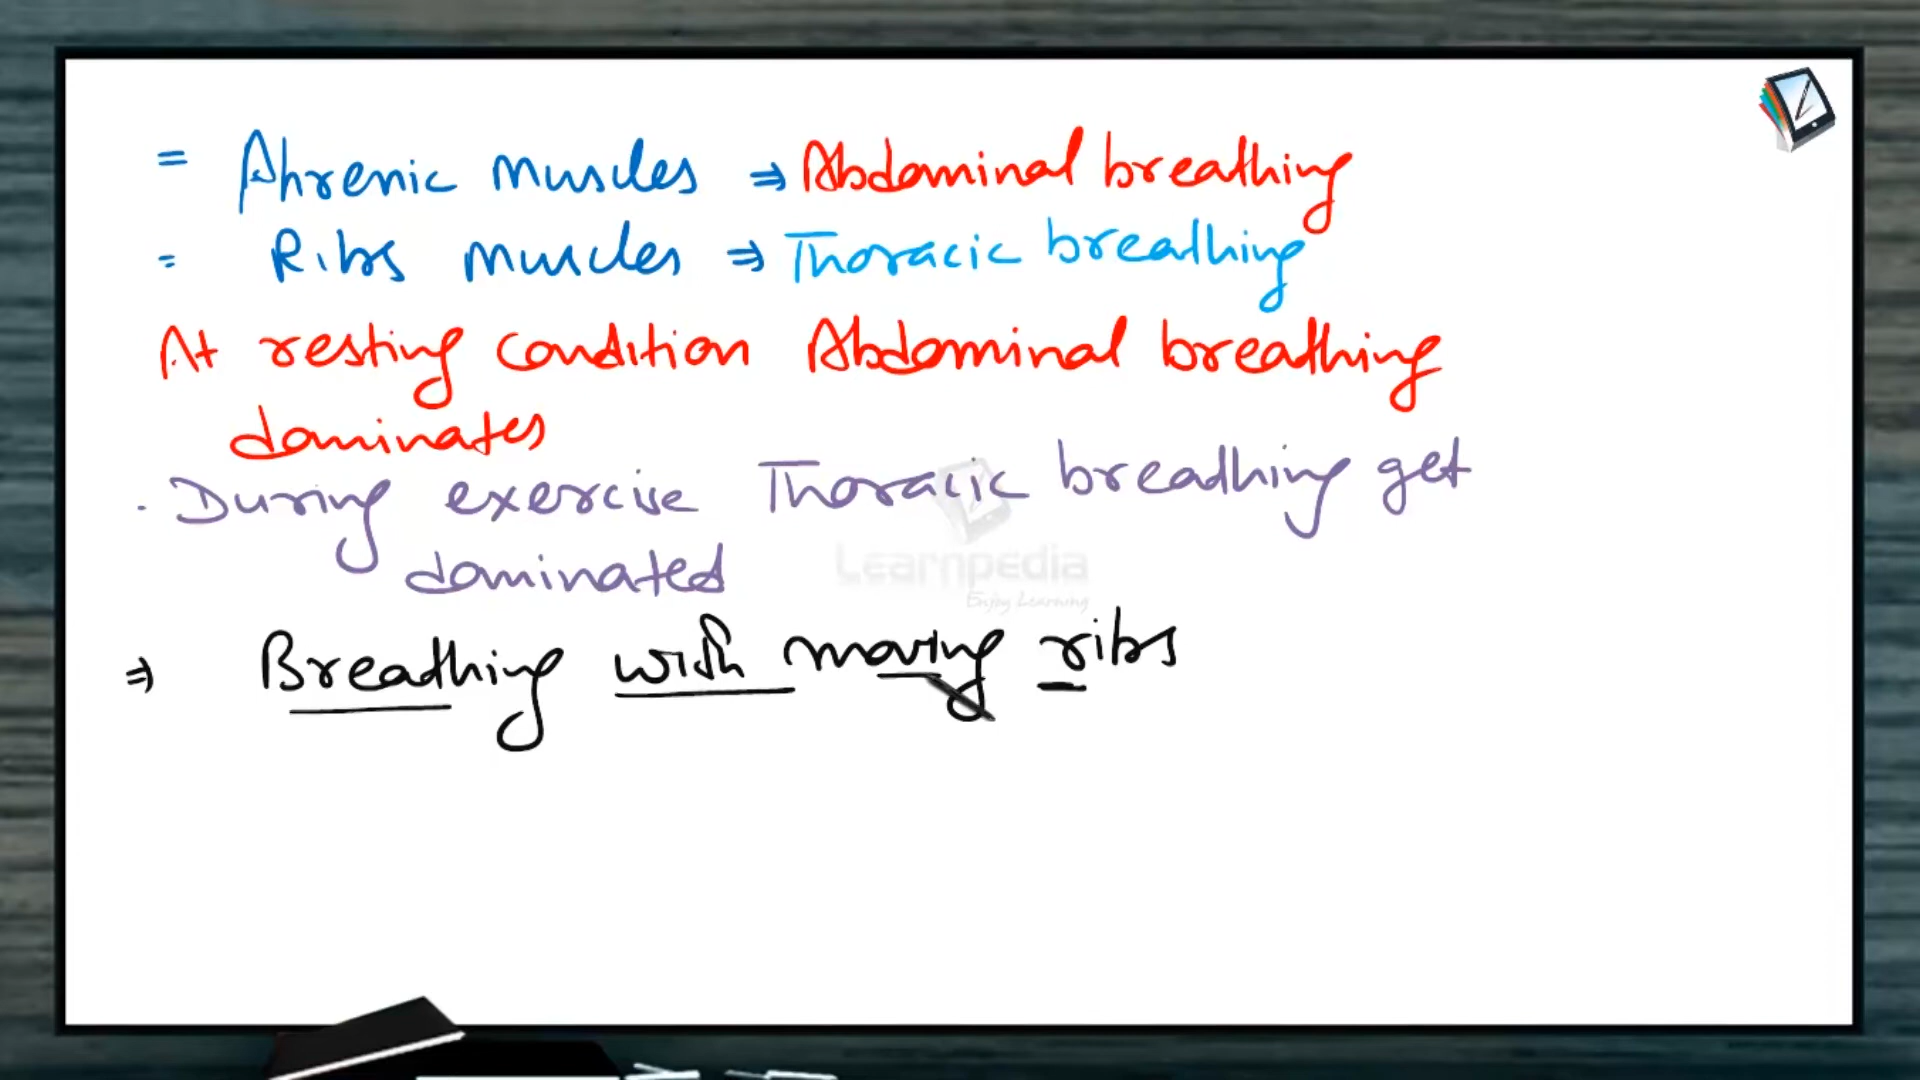 = Phrenic Muscles ⇒ Abdominal breathing
= Ribs Muscles ⇒ Thoracic breathing
At resting condition Abdominal breathing
dominates
. During exercise Thoracic breathing get
dominated
Learnpedia
Enjoy Learning
⇒ Breathing with moving ribs